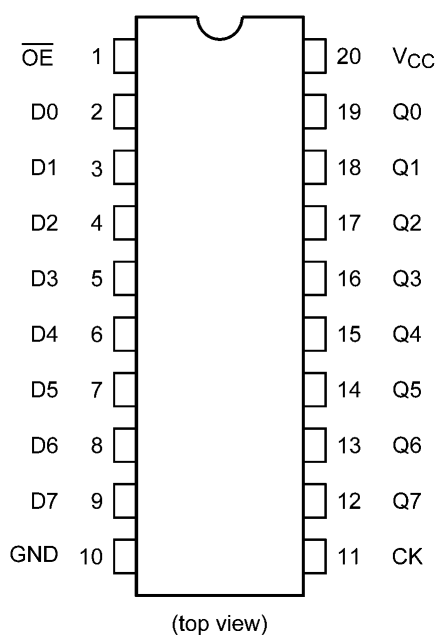 O̅E̅ 1 20 VCC
D0 2 19 Q0
D1 3 18 Q1
D2 4 17 Q2
D3 5 16 Q3
D4 6 15 Q4
D5 7 14 Q5
D6 8 13 Q6
D7 9 12 Q7
GND 10 11 CK
(top view)